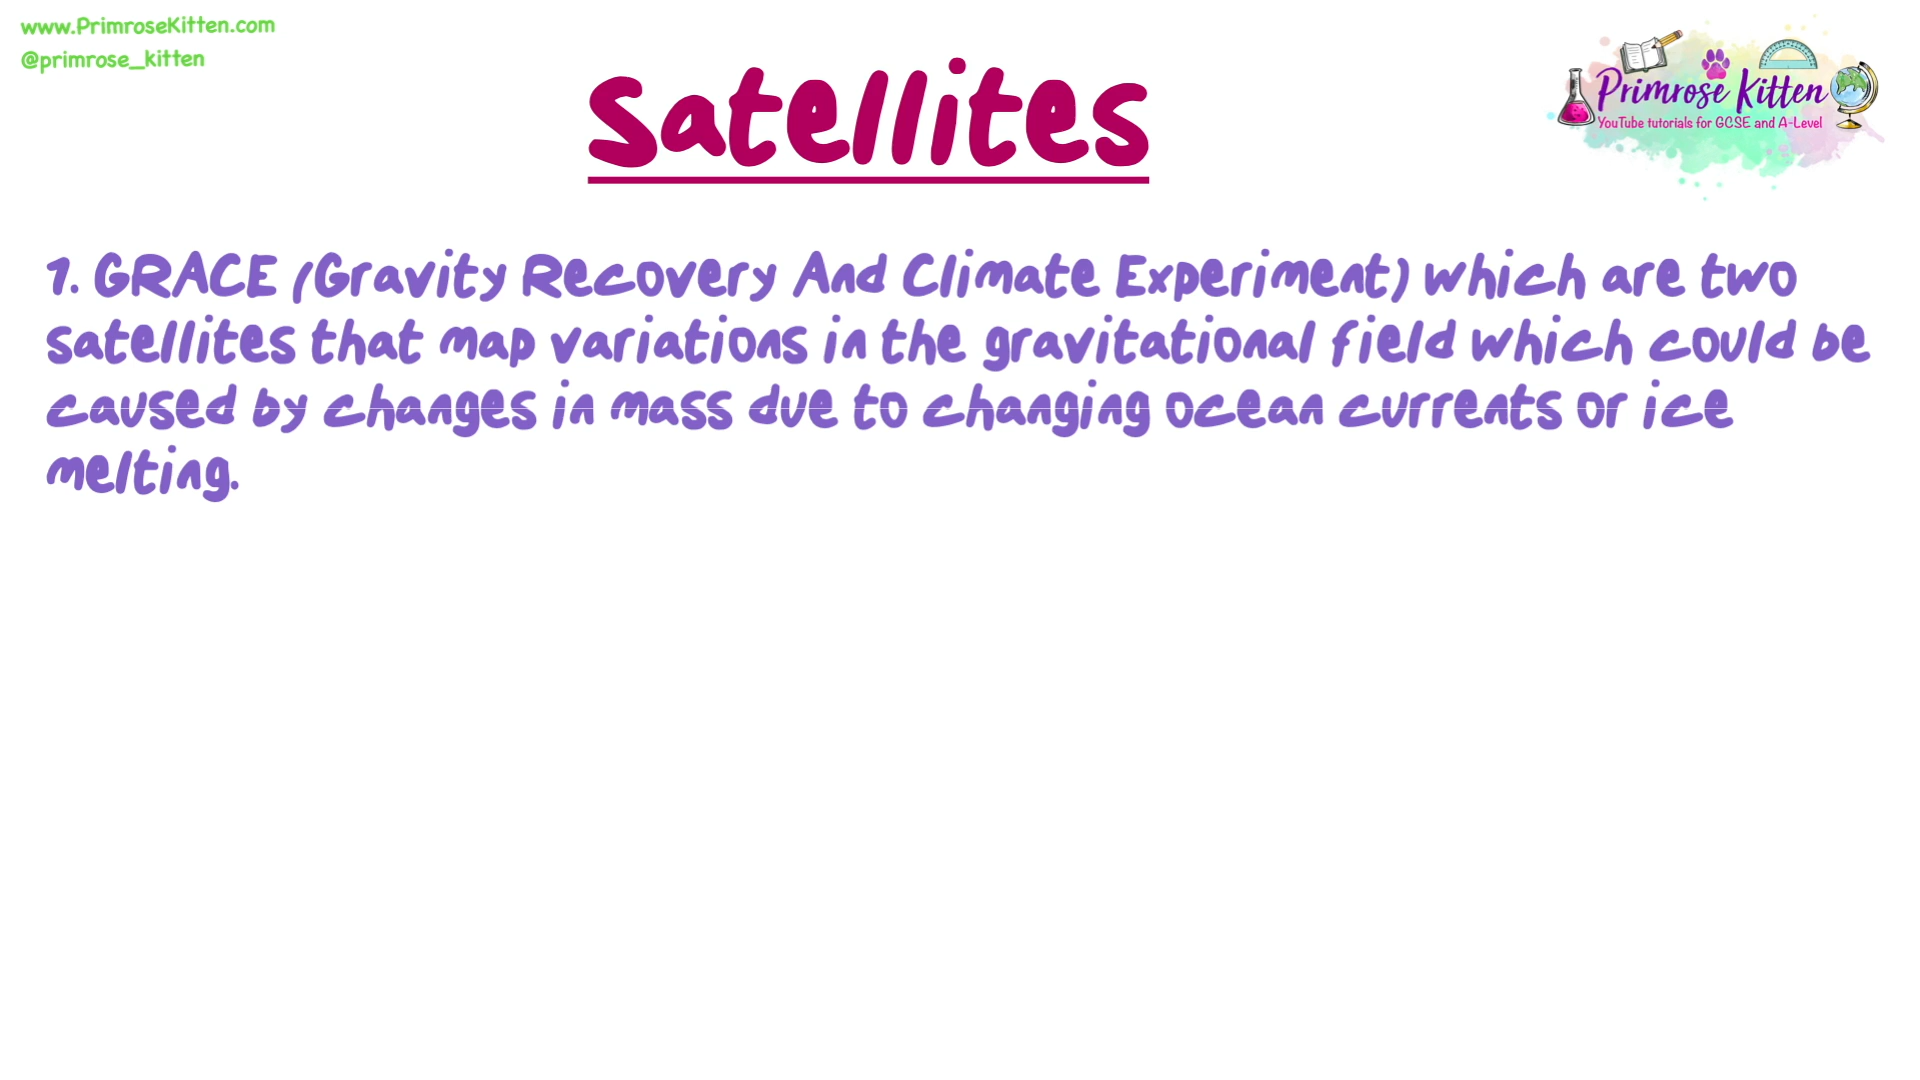 www.PrimroseKitten.com
@primrose_kitten
Satellites
Primrose Kitten
YouTube tutorials for GCSE and A-Level
1. GRACE (Gravity Recovery And Climate Experiment) which are two
satellites that map variations in the gravitational field which could be
caused by changes in mass due to changing ocean currents or ice
melting.